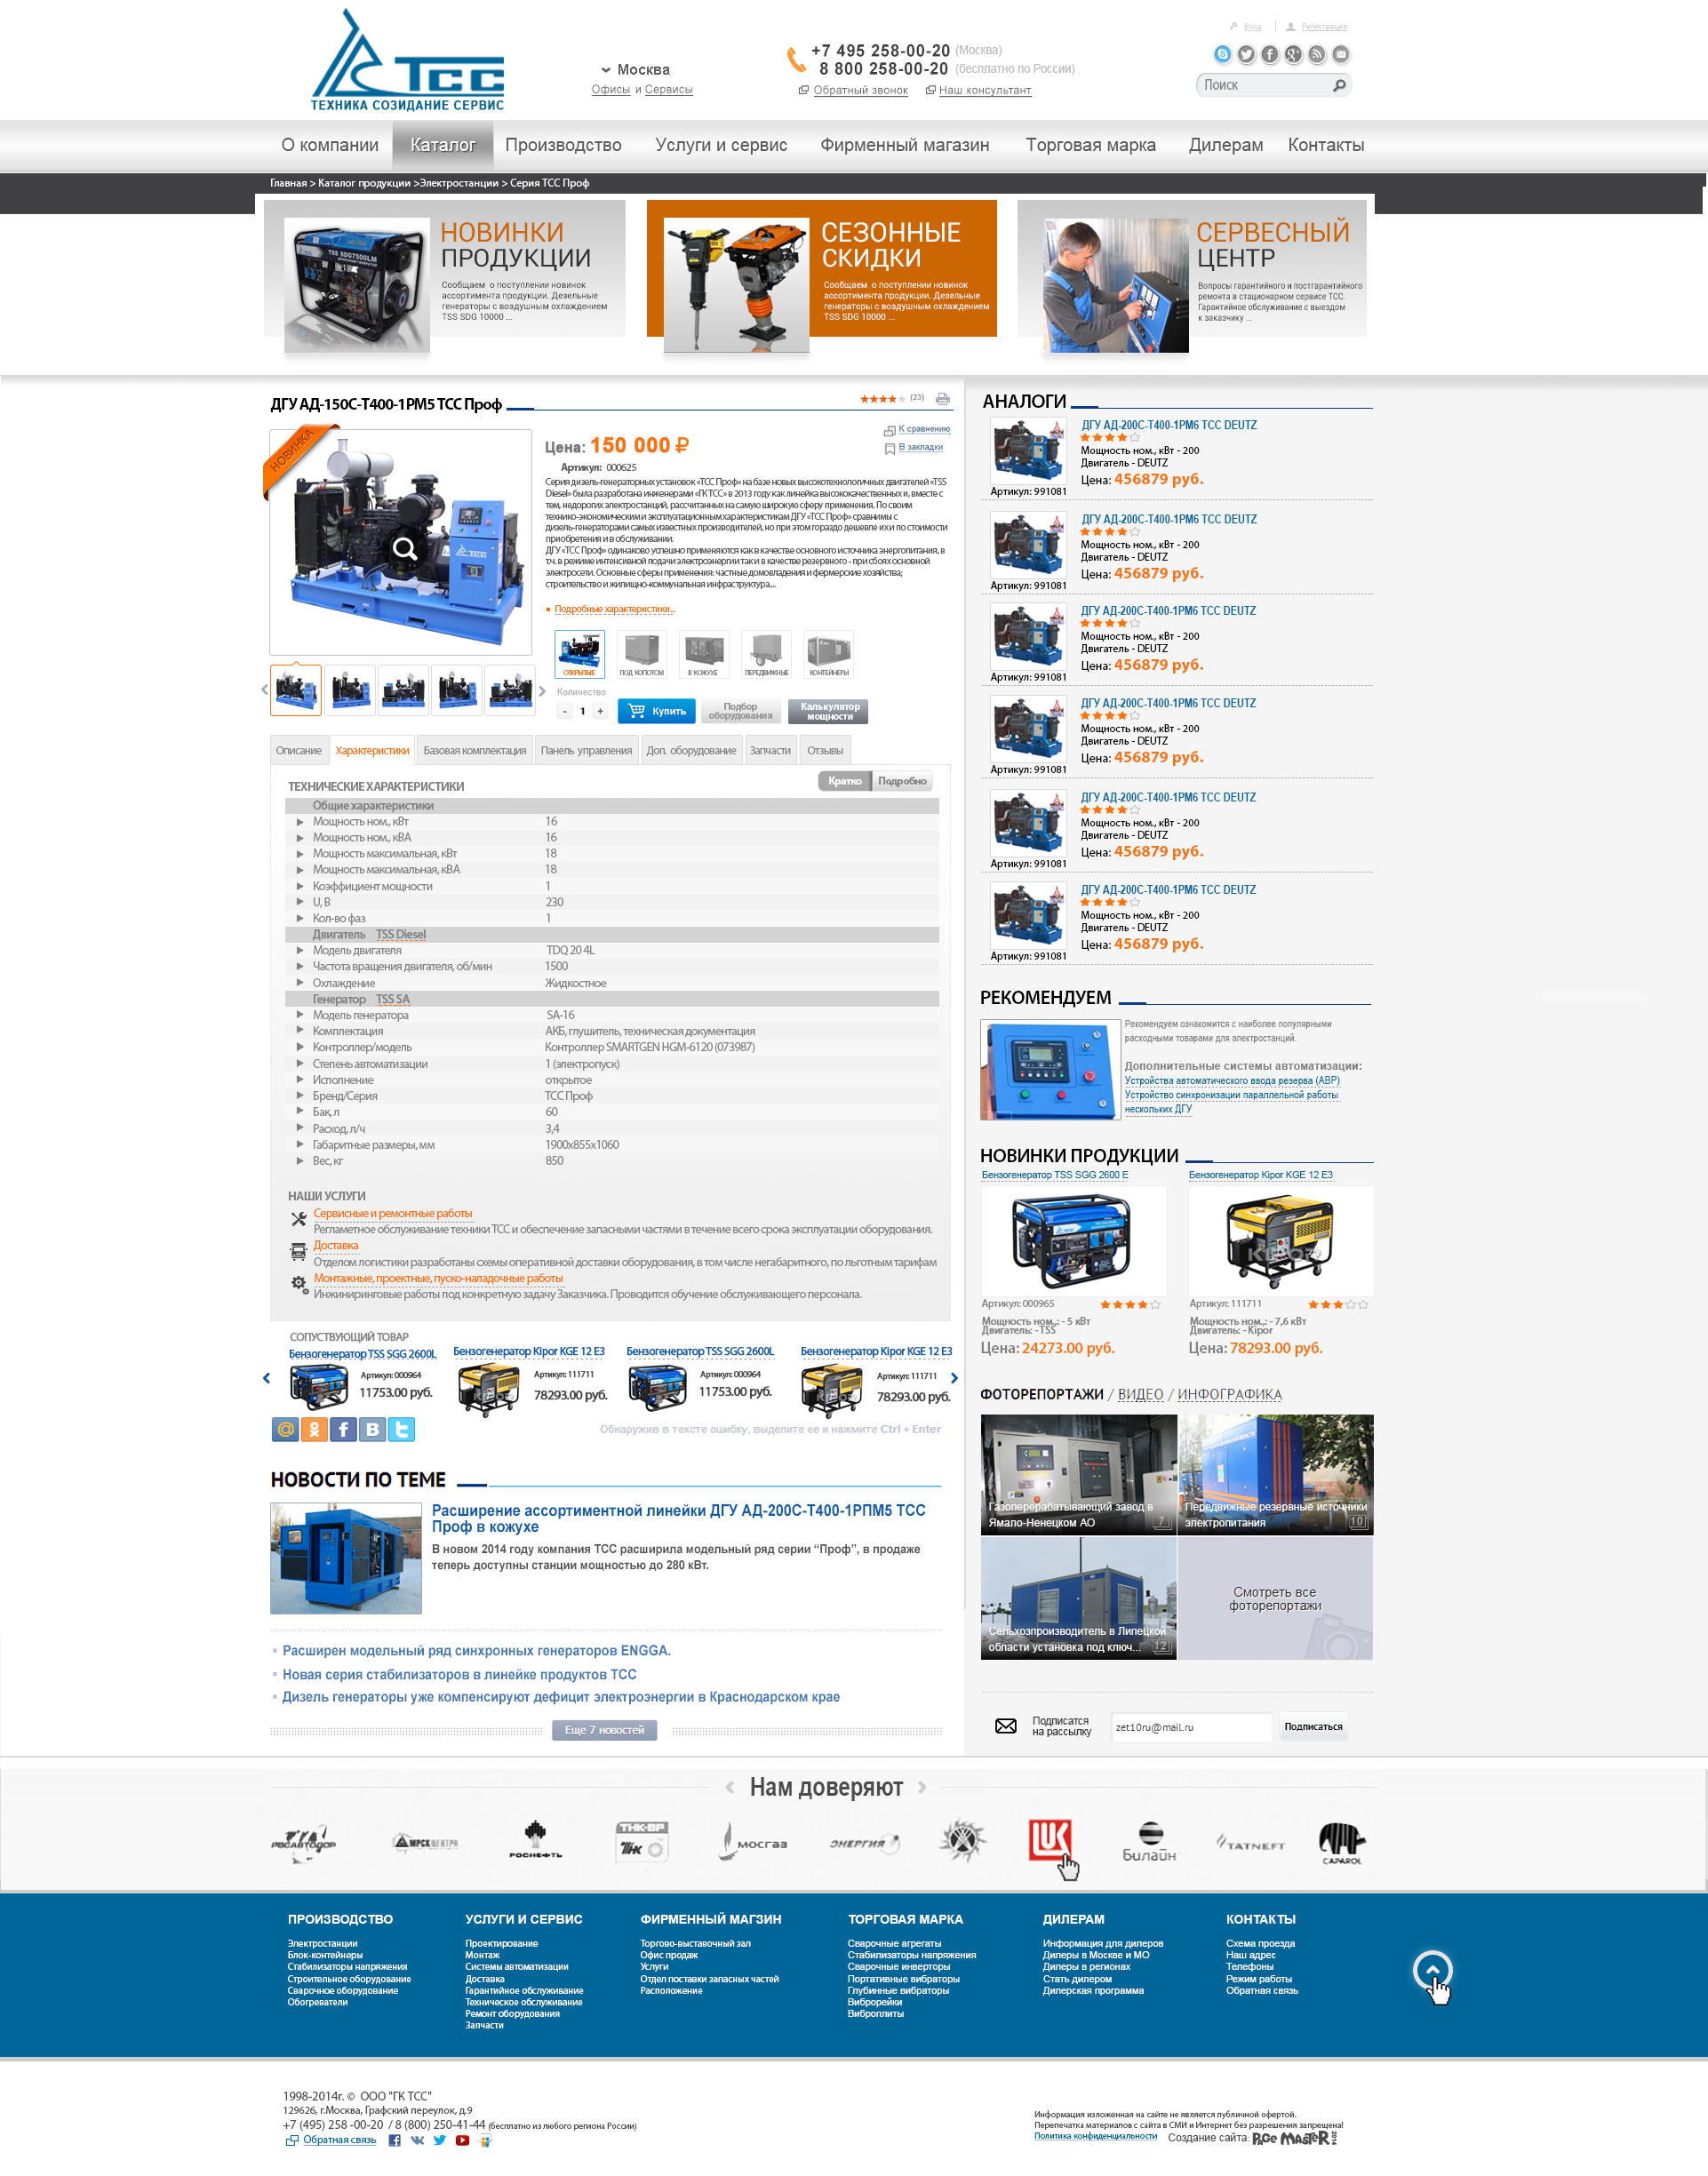 ТСС
ТЕХНИКА СОЗИДАНИЕ СЕРВИС
Москва
Офисы и Сервисы
+7 495 258-00-20 (Москва)
8 800 258-00-20 (бесплатно по России)
Обратный звонок Наш консультант
Вход Регистрация
Поиск
О компании Каталог Производство Услуги и сервис Фирменный магазин Торговая марка Дилерам Контакты
Главная > Каталог продукции >Электростанции > Серия ТСС Проф
НОВИНКИ
ПРОДУКЦИИ
Сообщаем о поступлении новинок
ассортимента продукции. Дезельные
генераторы с воздушным охлаждением
TSS SDG 10000 ...
СЕЗОННЫЕ
СКИДКИ
Сообщаем о поступлении новинок
ассортимента продукции. Дезельные
генераторы с воздушным охлаждением
TSS SDG 10000 ...
СЕРВЕСНЫЙ
ЦЕНТР
Вопросы гарантийного и постгарантийного
ремонта в стационарном сервисе ТСС.
Гарантийное обслуживание с выездом
к заказчику ...
ДГУ АД-150С-Т400-1РМ5 ТСС Проф
(23)
НОВИНКА
Цена: 150 000 ₽
К сравнению
В закладки
Артикул: 000625
Серия дизель-генераторных установок «ТСС Проф» на базе новых высокотехнологичных двигателей «TSS
Diesel» была разработана инженерами «ГК ТСС» в 2013 году как линейка высококачественных и, вместе с
тем, недорогих электростанций, рассчитанных на самую широкую сферу применения. По своим
технико-экономическим и эксплуатационным характеристикам ДГУ «ТСС Проф» сравнимы с
дизель-генераторами самых известных производителей, но при этом гораздо дешевле их и по стоимости
приобретения и в обслуживании.
ДГУ «ТСС Проф» одинаково успешно применяются как в качестве основного источника энергопитания, в
т.ч. в режиме интенсивной подачи электроэнергии так и в качестве резервного - при сбоях основной
электросети. Основные сферы применения: частные домовладения и фермерские хозяйства;
строительство и жилищно-коммунальная инфраструктура....
Подробные характеристики...
ОТКРЫТЫЕ ПОД КОПОТОМ В КОЖУХЕ ПЕРЕДВИЖНЫЕ КОНТЕЙНЕРЫ
Копичество
- 1 + Купить
Подбор
оборудования
Калькулятор
мощности
Описание Характеристики Базовая комплектация Панель управления Доп. оборудование Запчасти Отзывы
Кратко Подробно
ТЕХНИЧЕСКИЕ ХАРАКТЕРИСТИКИ
Общие характеристики
Мощность ном., кВт 16
Мощность ном., кВА 16
Мощность максимальная, кВт 18
Мощность максимальная, кВА 18
Коэффициент мощности 1
U, В 230
Кол-во фаз 1
Двигатель TSS Diesel
Модель двигателя TDQ 20 4L
Частота вращения двигателя, об/мин 1500
Охлаждение Жидкостное
Генератор TSS SA
Модель генератора SA-16
Комплектация АКБ, глушитель, техническая документация
Контроллер/модель Контроллер SMARTGEN HGM-6120 (073987)
Степень автоматизации 1 (электропуск)
Исполнение открытое
Бренд/Серия ТСС Проф
Бак, л 60
Расход, л/ч 3,4
Габаритные размеры, мм 1900x855x1060
Вес, кг 850
НАШИ УСЛУГИ
Сервисные и ремонтные работы
Регламетное обслуживание техники ТСС и обеспечение запасными частями в течение всего срока эксплуатации оборудования.
Доставка
Отделом логистики разработаны схемы оперативной доставки оборудования, в том числе негабаритного, по льготным тарифам
Монтажные, проектные, пуско-наладочные работы
Инжиниринговые работы под конкретную задачу Заказчика. Проводится обучение обслуживающего персонала.
СОПУСТВУЮЩИЙ ТОВАР
Бензогенератор TSS SGG 2600L
Артикул: 000964
11753.00 руб.
Бензогенератор Kipor KGE 12 E3
Артикул: 111711
78293.00 руб.
Бензогенератор TSS SGG 2600L
Артикул: 000964
11753.00 руб.
Бензогенератор Kipor KGE 12 E3
Артикул: 111711
78293.00 руб.
Обнаружив в тексте ошибку, выделите ее и нажмите Ctrl + Enter
НОВОСТИ ПО ТЕМЕ
Расширение ассортиментной линейки ДГУ АД-200С-Т400-1РПМ5 ТСС
Проф в кожухе
В новом 2014 году компания ТСС расширила модельный ряд серии “Проф”, в продаже
теперь доступны станции мощностью до 280 кВт.
Расширен модельный ряд синхронных генераторов ENGGA.
Новая серия стабилизаторов в линейке продуктов ТСС
Дизель генераторы уже компенсируют дефицит электроэнергии в Краснодарском крае
Еще 7 новостей
АНАЛОГИ
ДГУ АД-200С-Т400-1РМ6 ТСС DEUTZ
Мощность ном., кВт - 200
Двигатель - DEUTZ
Цена: 456879 руб.
Артикул: 991081
ДГУ АД-200С-Т400-1РМ6 ТСС DEUTZ
Мощность ном., кВт - 200
Двигатель - DEUTZ
Цена: 456879 руб.
Артикул: 991081
ДГУ АД-200С-Т400-1РМ6 ТСС DEUTZ
Мощность ном., кВт - 200
Двигатель - DEUTZ
Цена: 456879 руб.
Артикул: 991081
ДГУ АД-200С-Т400-1РМ6 ТСС DEUTZ
Мощность ном., кВт - 200
Двигатель - DEUTZ
Цена: 456879 руб.
Артикул: 991081
ДГУ АД-200С-Т400-1РМ6 ТСС DEUTZ
Мощность ном., кВт - 200
Двигатель - DEUTZ
Цена: 456879 руб.
Артикул: 991081
ДГУ АД-200С-Т400-1РМ6 ТСС DEUTZ
Мощность ном., кВт - 200
Двигатель - DEUTZ
Цена: 456879 руб.
Артикул: 991081
РЕКОМЕНДУЕМ
Рекомендуем ознакомится с наиболее популярными
расходными товарами для электростанций.
Дополнительные системы автоматизации:
Устройства автоматического ввода резерва (АВР)
Устройство синхронизации параллельной работы
нескольких ДГУ
НОВИНКИ ПРОДУКЦИИ
Бензогенератор TSS SGG 2600 E
Артикул: 000965
Мощность ном.,: - 5 кВт
Двигатель: - TSS
Цена: 24273.00 руб.
Бензогенератор Kipor KGE 12 E3
Артикул: 111711
Мощность ном.,: - 7,6 кВт
Двигатель: - Kipor
Цена: 78293.00 руб.
ФОТОРЕПОРТАЖИ / ВИДЕО / ИНФОГРАФИКА
Газоперерабатывающий завод в
Ямало-Ненецком АО 7
Передвижные резервные источники
электропитания 10
Сельхозпроизводитель в Липецкой
области установка под ключ... 12
Смотреть все
фоторепортажи
Подписатся
на рассылку
zet10ru@mail.ru
Подписаться
Нам доверяют
РОСАВТОДОР
МРСК ЦЕНТРА
РОСНЕФТЬ
ТНК-BP
ТНК
МОСГАЗ
ЭНЕРГИЯ
LUK
Билайн
TATNEFT
CAPAROL
ПРОИЗВОДСТВО
Электростанции
Блок-контейнеры
Стабилизаторы напряжения
Строительное оборудование
Сварочное оборудование
Обогреватели
УСЛУГИ И СЕРВИС
Проектирование
Монтаж
Системы автоматизации
Доставка
Гарантийное обслуживание
Техническое обслуживание
Ремонт оборудования
Запчасти
ФИРМЕННЫЙ МАГЗИН
Торгово-выставочный зал
Офис продаж
Услуги
Отдел поставки запасных частей
Расположение
ТОРГОВАЯ МАРКА
Сварочные агрегаты
Стабилизаторы напряжения
Сварочные инверторы
Портативные вибраторы
Глубинные вибраторы
Виброрейки
Виброплиты
ДИЛЕРАМ
Информация для дилеров
Дилеры в Москве и МО
Дилеры в регионах
Стать дилером
Дилерская программа
КОНТАКТЫ
Схема проезда
Наш адрес
Телефоны
Режим работы
Обратная связь
1998-2014г. © ООО "ГК ТСС"
129626, г.Москва, Графский переулок, д.9
+7 (495) 258 -00-20 / 8 (800) 250-41-44 (бесплатно из любого региона России)
Обратная связь
Информация изложенная на сайте не является публичной офертой.
Перепечатка материалов с сайта в СМИ и Интернет без разрешения запрещена!
Политика конфиденциальности Создание сайта: PAGE MASTER 2014